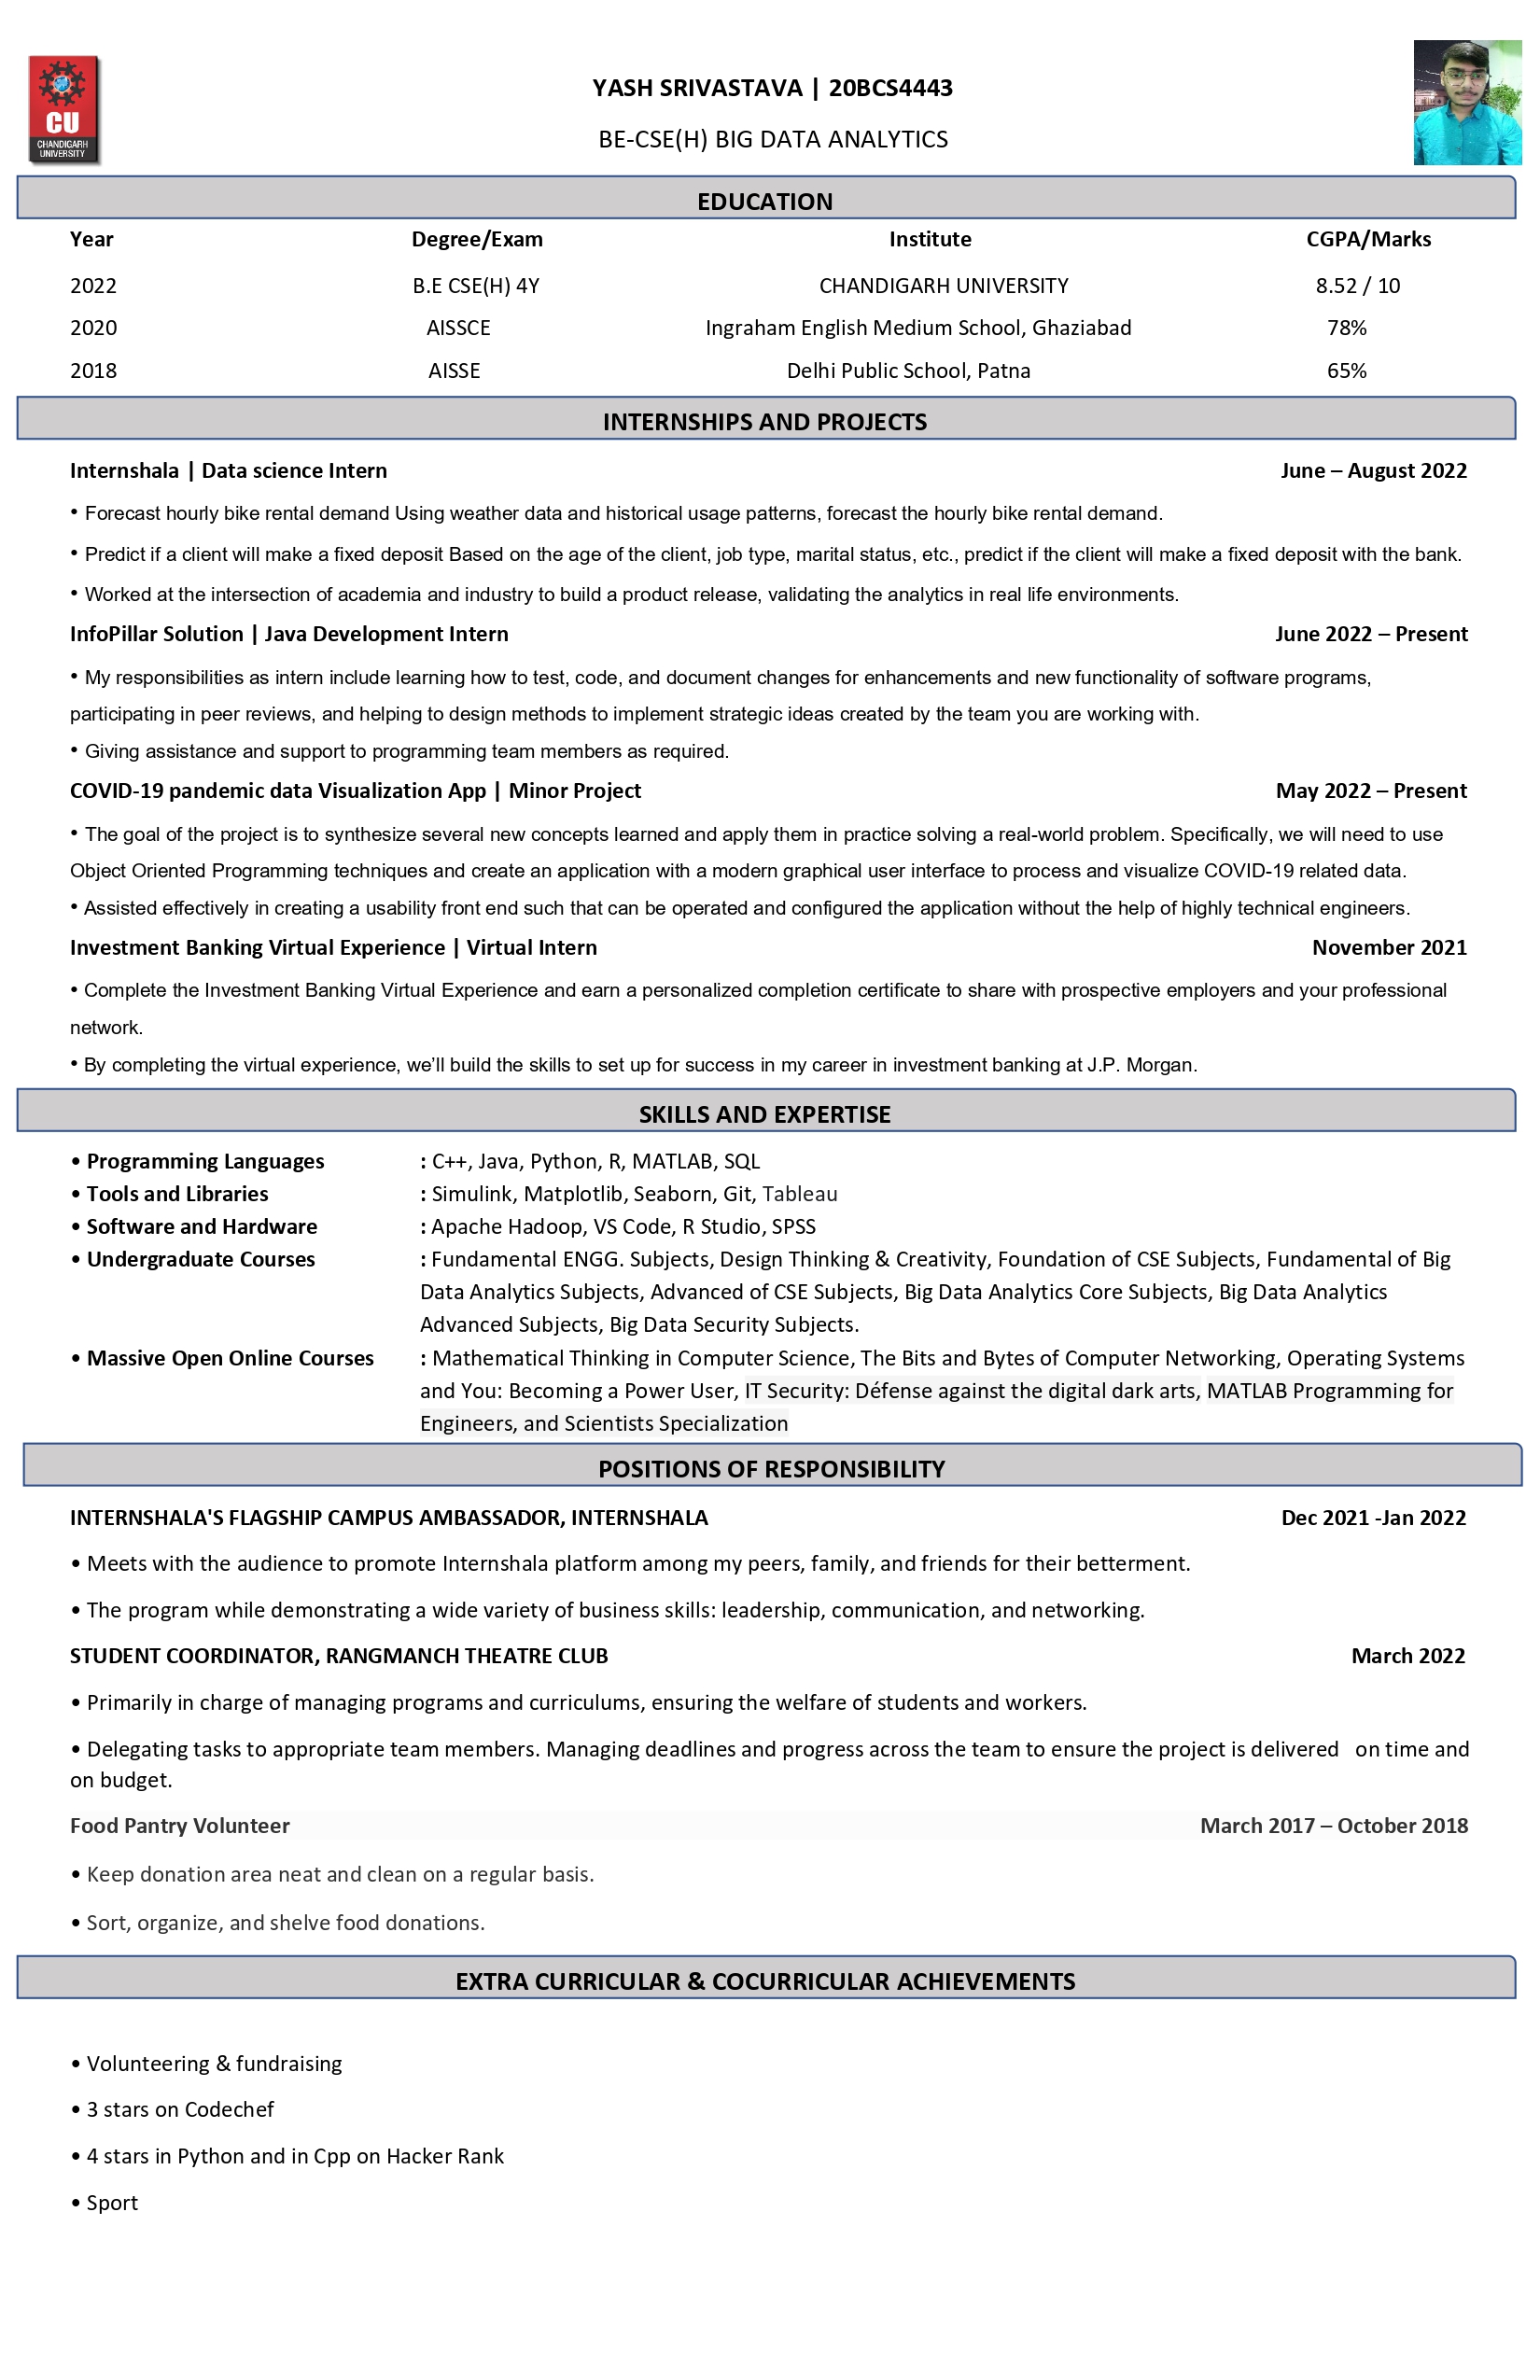 CU
CHANDIGARH
UNIVERSITY
YASH SRIVASTAVA | 20BCS4443
BE-CSE(H) BIG DATA ANALYTICS
EDUCATION
Year Degree/Exam Institute CGPA/Marks
2022 B.E CSE(H) 4Y CHANDIGARH UNIVERSITY 8.52 / 10
2020 AISSCE Ingraham English Medium School, Ghaziabad 78%
2018 AISSE Delhi Public School, Patna 65%
INTERNSHIPS AND PROJECTS
Internshala | Data science Intern June – August 2022
• Forecast hourly bike rental demand Using weather data and historical usage patterns, forecast the hourly bike rental demand.
• Predict if a client will make a fixed deposit Based on the age of the client, job type, marital status, etc., predict if the client will make a fixed deposit with the bank.
• Worked at the intersection of academia and industry to build a product release, validating the analytics in real life environments.
InfoPillar Solution | Java Development Intern June 2022 – Present
• My responsibilities as intern include learning how to test, code, and document changes for enhancements and new functionality of software programs,
participating in peer reviews, and helping to design methods to implement strategic ideas created by the team you are working with.
• Giving assistance and support to programming team members as required.
COVID-19 pandemic data Visualization App | Minor Project May 2022 – Present
• The goal of the project is to synthesize several new concepts learned and apply them in practice solving a real-world problem. Specifically, we will need to use
Object Oriented Programming techniques and create an application with a modern graphical user interface to process and visualize COVID-19 related data.
• Assisted effectively in creating a usability front end such that can be operated and configured the application without the help of highly technical engineers.
Investment Banking Virtual Experience | Virtual Intern November 2021
• Complete the Investment Banking Virtual Experience and earn a personalized completion certificate to share with prospective employers and your professional
network.
• By completing the virtual experience, we’ll build the skills to set up for success in my career in investment banking at J.P. Morgan.
SKILLS AND EXPERTISE
• Programming Languages : C++, Java, Python, R, MATLAB, SQL
• Tools and Libraries : Simulink, Matplotlib, Seaborn, Git, Tableau
• Software and Hardware : Apache Hadoop, VS Code, R Studio, SPSS
• Undergraduate Courses : Fundamental ENGG. Subjects, Design Thinking & Creativity, Foundation of CSE Subjects, Fundamental of Big
Data Analytics Subjects, Advanced of CSE Subjects, Big Data Analytics Core Subjects, Big Data Analytics
Advanced Subjects, Big Data Security Subjects.
• Massive Open Online Courses : Mathematical Thinking in Computer Science, The Bits and Bytes of Computer Networking, Operating Systems
and You: Becoming a Power User, IT Security: Défense against the digital dark arts, MATLAB Programming for
Engineers, and Scientists Specialization
POSITIONS OF RESPONSIBILITY
INTERNSHALA'S FLAGSHIP CAMPUS AMBASSADOR, INTERNSHALA Dec 2021 -Jan 2022
• Meets with the audience to promote Internshala platform among my peers, family, and friends for their betterment.
• The program while demonstrating a wide variety of business skills: leadership, communication, and networking.
STUDENT COORDINATOR, RANGMANCH THEATRE CLUB March 2022
• Primarily in charge of managing programs and curriculums, ensuring the welfare of students and workers.
• Delegating tasks to appropriate team members. Managing deadlines and progress across the team to ensure the project is delivered on time and
on budget.
Food Pantry Volunteer March 2017 – October 2018
• Keep donation area neat and clean on a regular basis.
• Sort, organize, and shelve food donations.
EXTRA CURRICULAR & COCURRICULAR ACHIEVEMENTS
• Volunteering & fundraising
• 3 stars on Codechef
• 4 stars in Python and in Cpp on Hacker Rank
• Sport